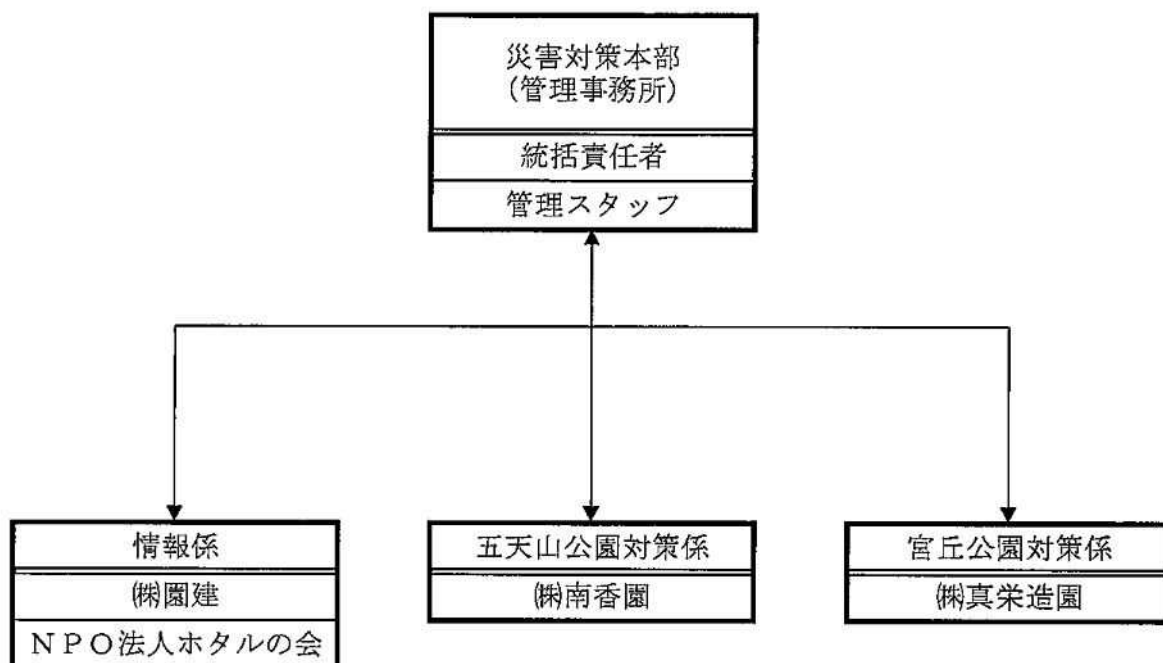 災害対策本部
(管理事務所)
統括責任者
管理スタッフ
情報係
㈱園建
NPO法人ホタルの会
五天山公園対策係
㈱南香園
宮丘公園対策係
㈱真栄造園